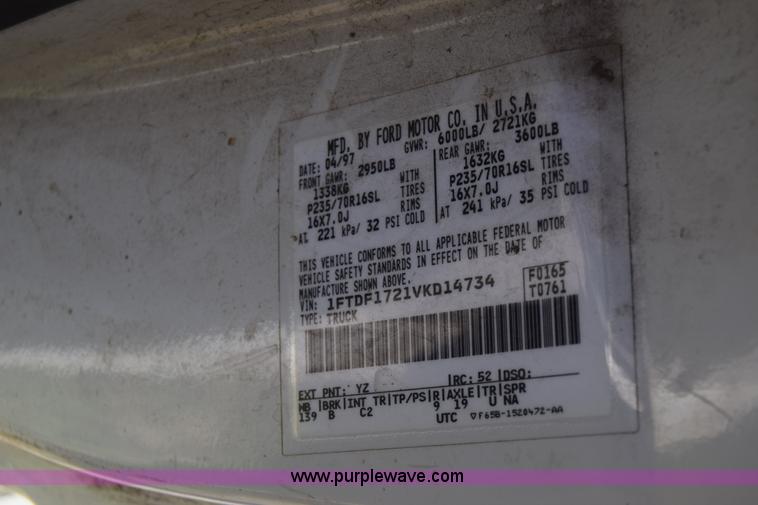 MFD. BY FORD MOTOR CO. IN U.S.A.
DATE: 04/97 GVWR: 6000LB/ 2721KG
FRONT GAWR: 2950LB REAR GAWR: 3600LB
1338KG WITH 1632KG WITH
P235/70R16SL TIRES P235/70R16SL TIRES
16X7.0J RIMS 16X7.0J RIMS
AT 221 kPa/ 32 PSI COLD AT 241 kPa/ 35 PSI COLD
THIS VEHICLE CONFORMS TO ALL APPLICABLE FEDERAL MOTOR
VEHICLE SAFETY STANDARDS IN EFFECT ON THE DATE OF
MANUFACTURE SHOWN ABOVE.
VIN: 1FTDF1721VKD14734 F0165
TYPE: TRUCK T0761
EXT PNT: YZ |RC: 52 |DSO:
WB |BRK|INT TR|TP/PS|R|AXLE|TR|SPR
139 B C2 9 19 U NA
UTC ▽F65B-1520472-AA
www.purplewave.com